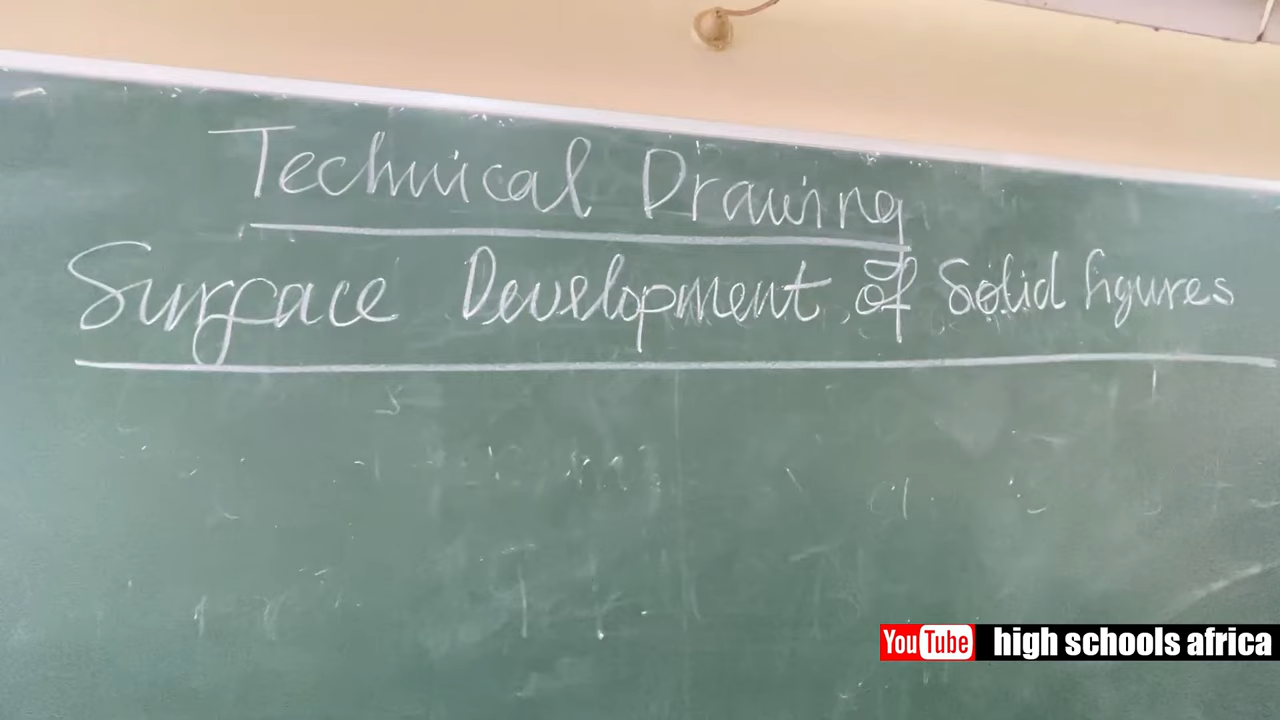 Technical Drawing
Surface Development of Solid figures
YouTube high schools africa